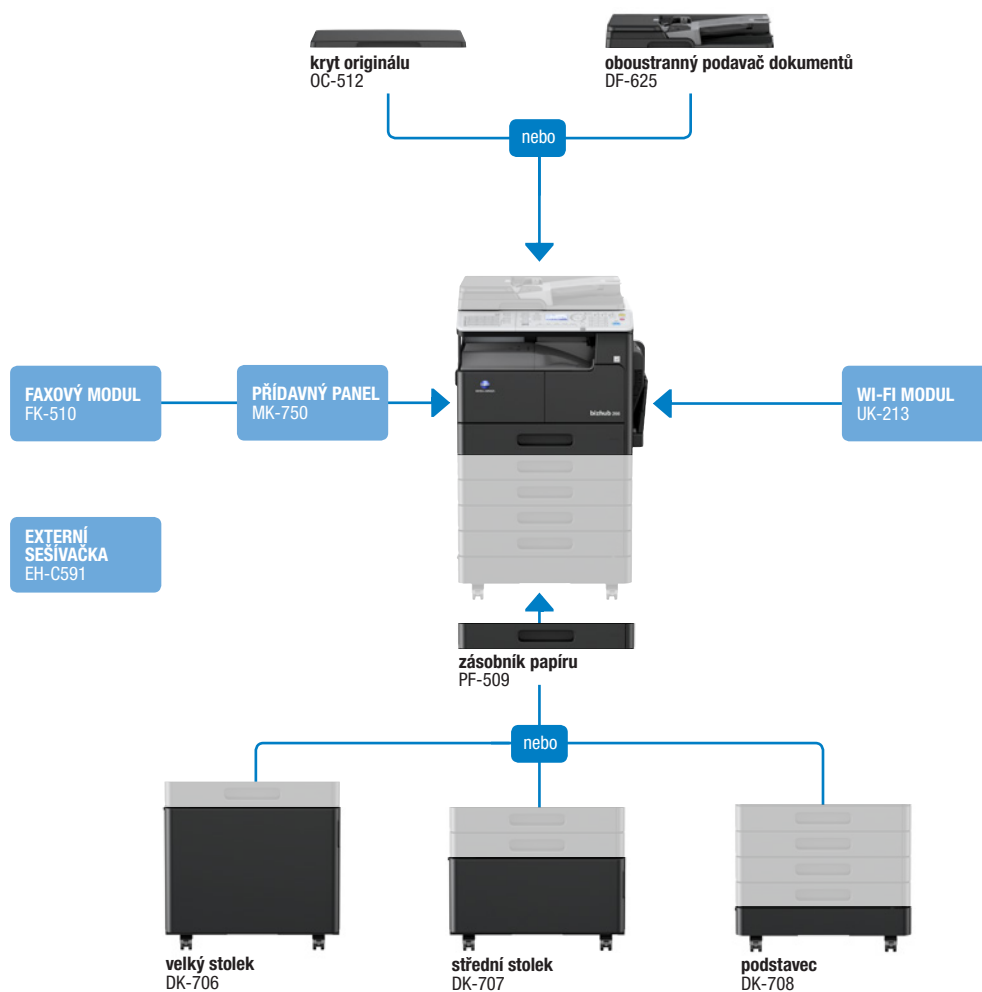 kryt originálu
OC-512
oboustranný podavač dokumentů
DF-625
nebo
FAXOVÝ MODUL
FK-510
PŘÍDAVNÝ PANEL
MK-750
bizhub
WI-FI MODUL
UK-213
EXTERNÍ
SEŠÍVAČKA
EH-C591
zásobník papíru
PF-509
nebo
velký stolek
DK-706
střední stolek
DK-707
podstavec
DK-708